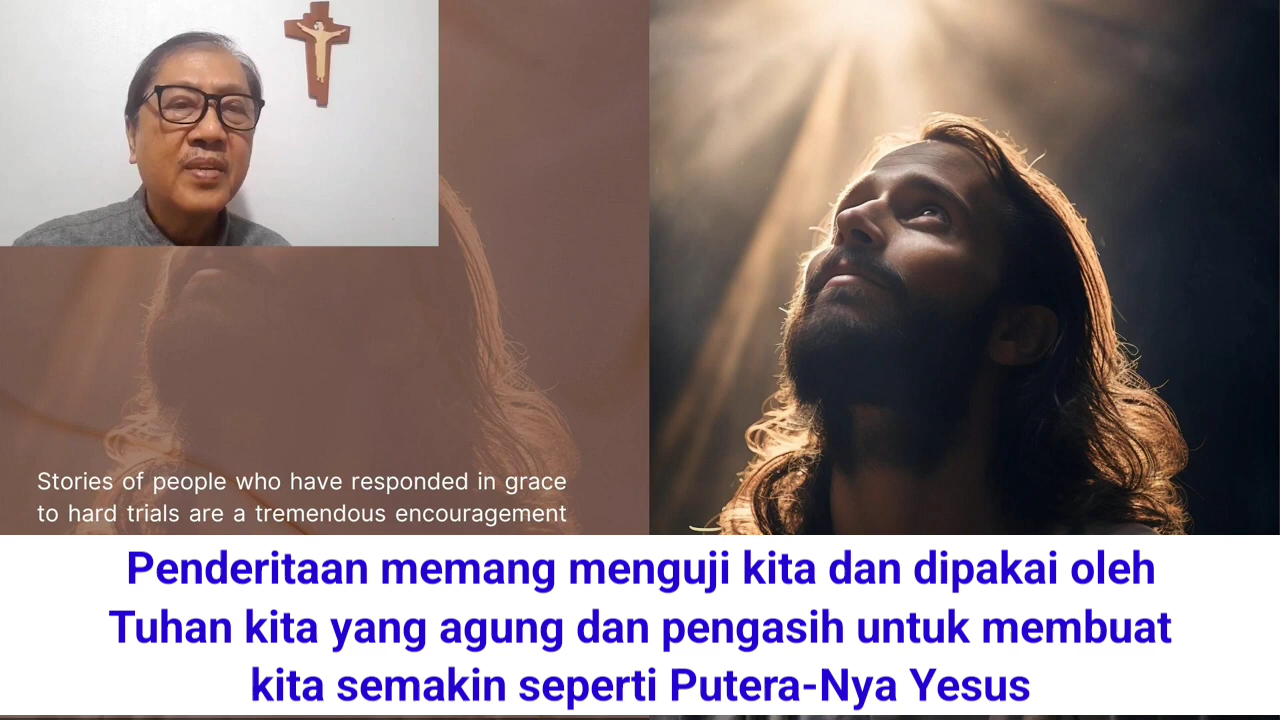 Stories of people who have responded in grace
to hard trials are a tremendous encouragement
Penderitaan memang menguji kita dan dipakai oleh
Tuhan kita yang agung dan pengasih untuk membuat
kita semakin seperti Putera-Nya Yesus